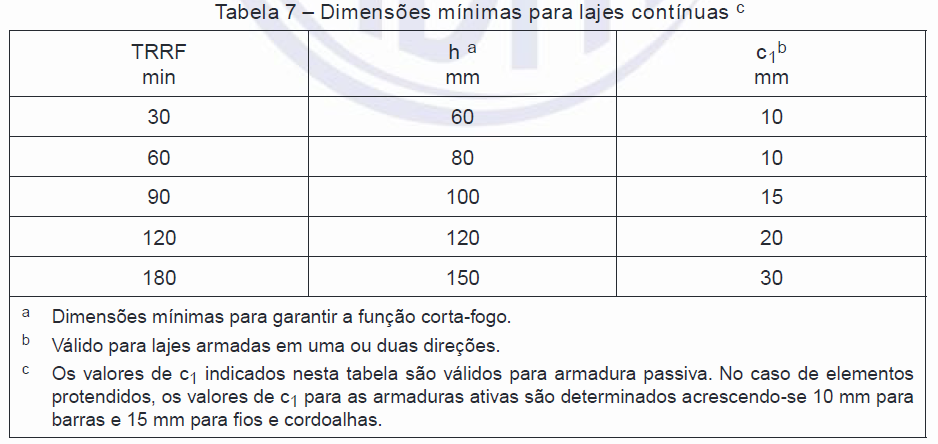 Tabela 7 – Dimensões mínimas para lajes contínuas c
TRRF h a c1b
min mm mm
30 60 10
60 80 10
90 100 15
120 120 20
180 150 30
a Dimensões mínimas para garantir a função corta-fogo.
b Válido para lajes armadas em uma ou duas direções.
c Os valores de c1 indicados nesta tabela são válidos para armadura passiva. No caso de elementos
protendidos, os valores de c1 para as armaduras ativas são determinados acrescendo-se 10 mm para
barras e 15 mm para fios e cordoalhas.